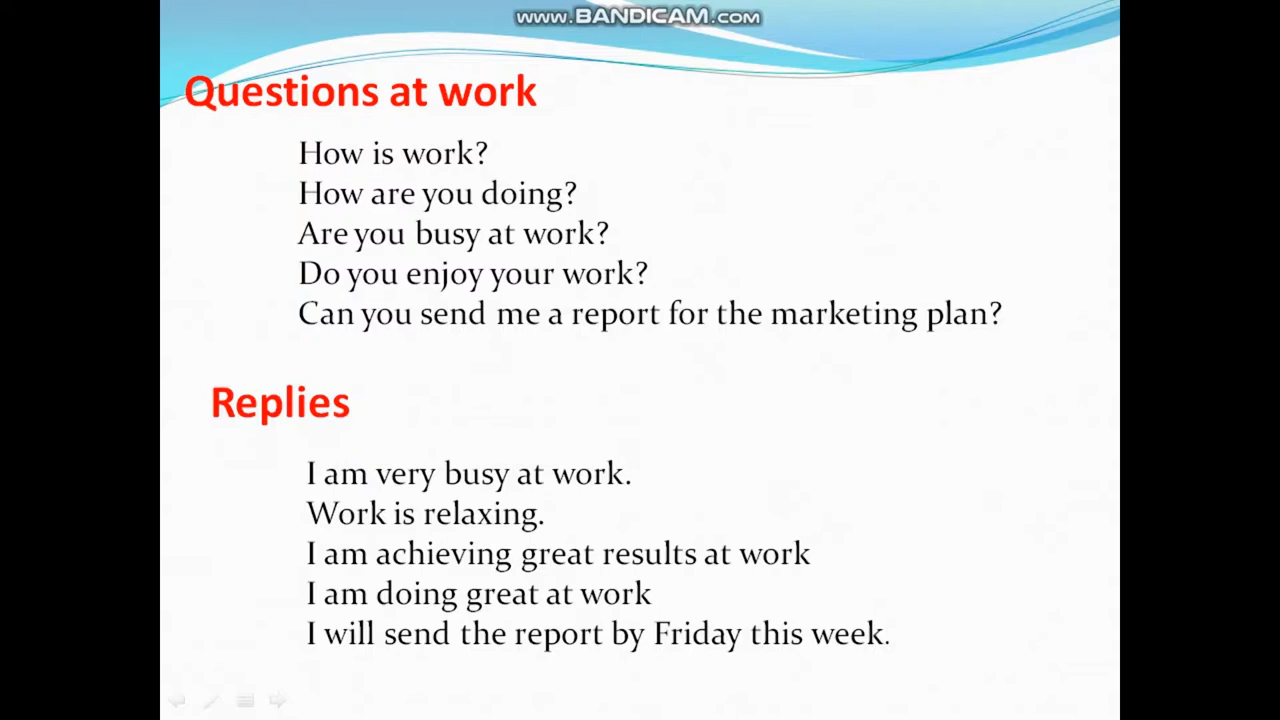 www.BANDICAM.com
Questions at work
How is work?
How are you doing?
Are you busy at work?
Do you enjoy your work?
Can you send me a report for the marketing plan?
Replies
I am very busy at work.
Work is relaxing.
I am achieving great results at work
I am doing great at work
I will send the report by Friday this week.